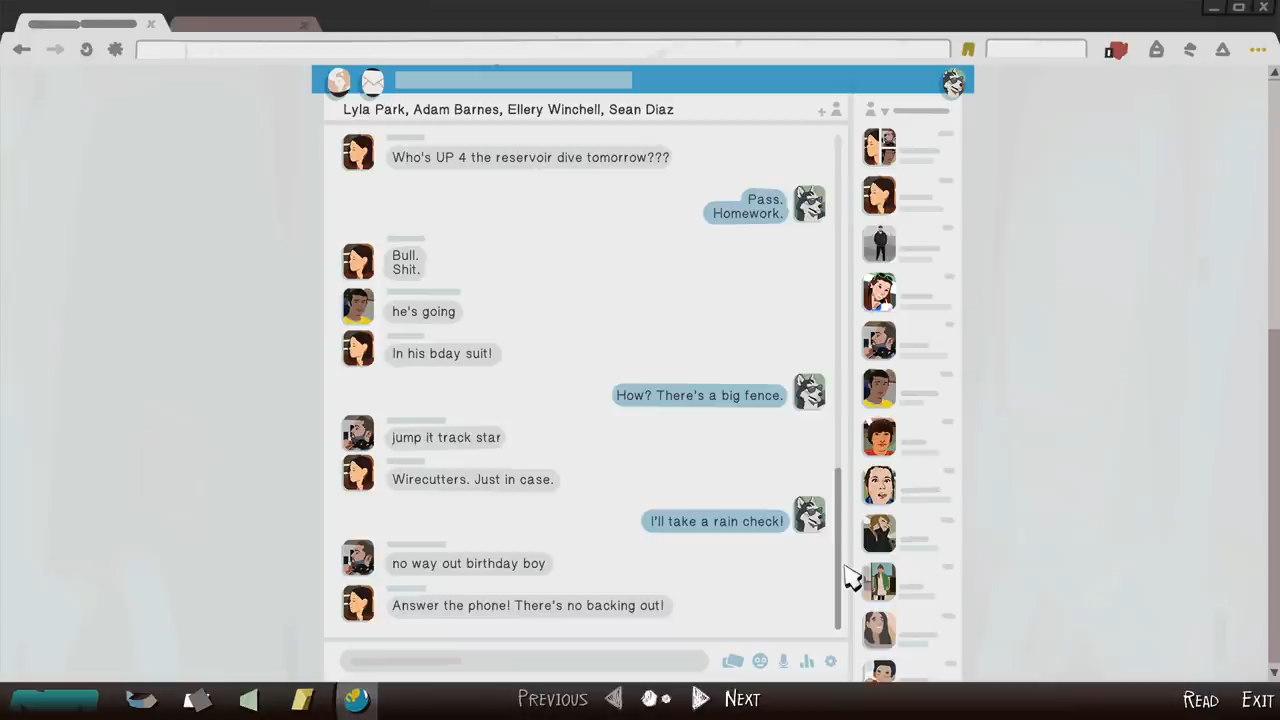 Lyla Park, Adam Barnes, Ellery Winchell, Sean Diaz
Who's UP 4 the reservoir dive tomorrow???
Pass.
Homework.
Bull.
Shit.
he's going
In his bday suit!
How? There's a big fence.
jump it track star
Wirecutters. Just in case.
I'll take a rain check!
no way out birthday boy
Answer the phone! There's no backing out!
PREVIOUS
NEXT
READ
EXIT